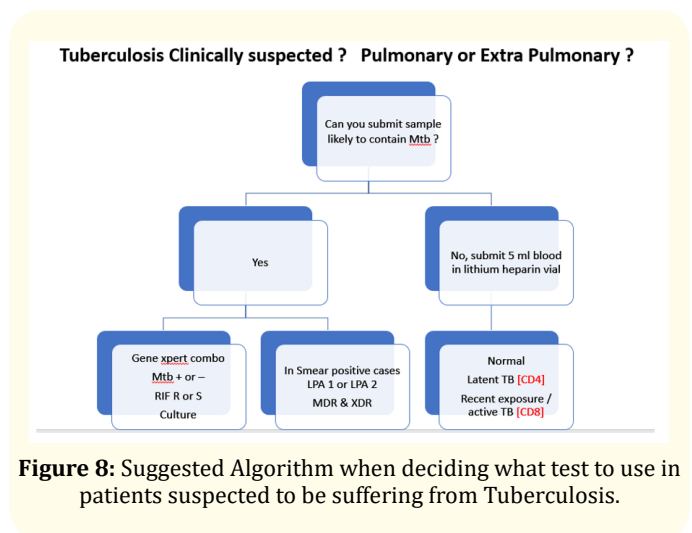 Tuberculosis Clinically suspected ? Pulmonary or Extra Pulmonary ?
Can you submit sample
likely to contain Mtb ?
Yes
No, submit 5 ml blood
in lithium heparin vial
Gene xpert combo
Mtb + or –
RIF R or S
Culture
In Smear positive cases
LPA 1 or LPA 2
MDR & XDR
Normal
Latent TB [CD4]
Recent exposure /
active TB [CD8]
Figure 8: Suggested Algorithm when deciding what test to use in
patients suspected to be suffering from Tuberculosis.